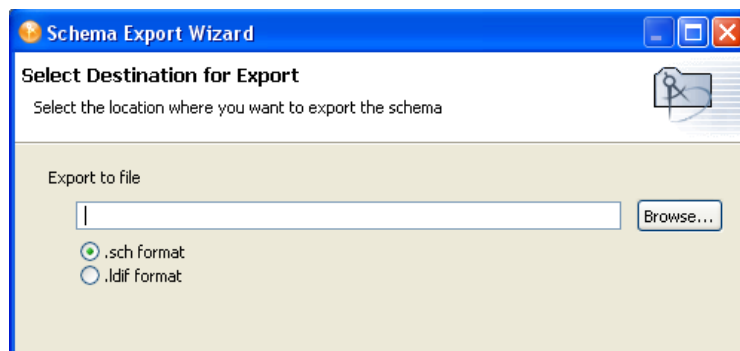 Schema Export Wizard
Select Destination for Export
Select the location where you want to export the schema
Export to file
Browse...
.sch format
.ldif format